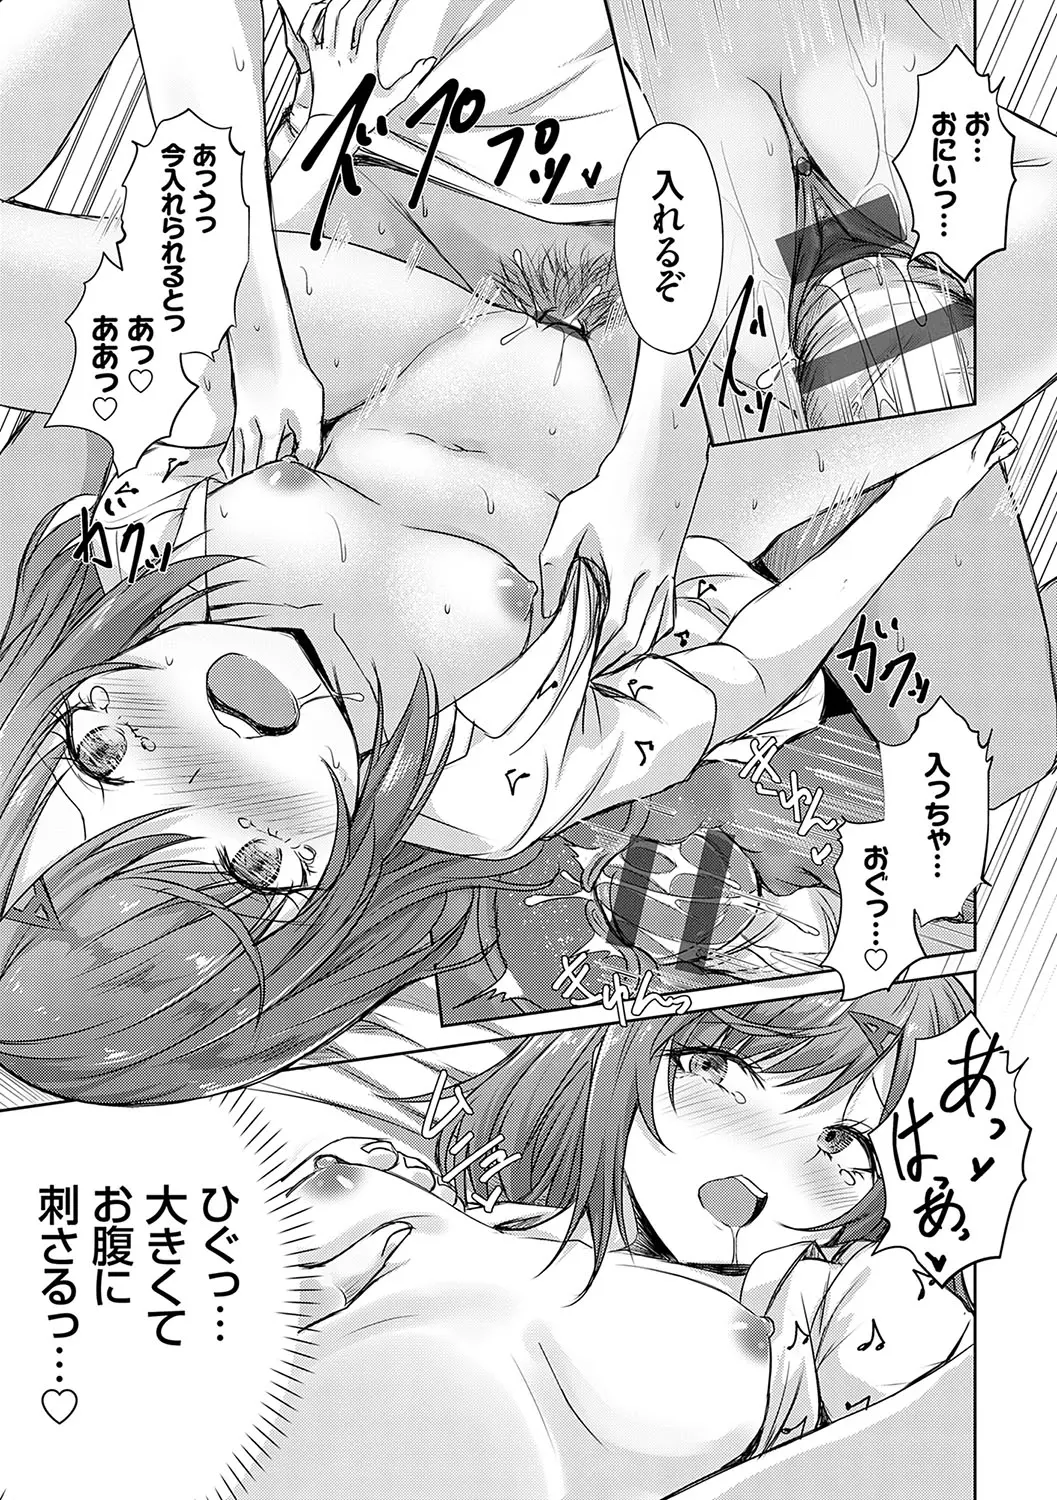 お…
おにいっ…
入れるぞ
ズププププッ
あっうっ
今入れられるとっ
あっ♡
ああっ♡
ガクッ
ガクッ
入っちゃ…
おぐっ…♡
きゅんっ
あっ
はっ
あっ
ひぐっ…
大きくて
お腹に
刺さるっ…♡